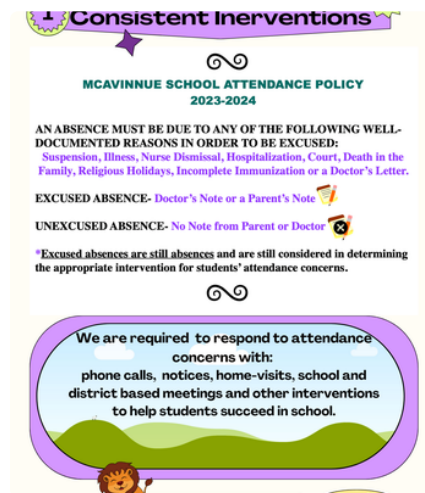 1 Consistent Inerventions
MCAVINNUE SCHOOL ATTENDANCE POLICY
2023-2024
AN ABSENCE MUST BE DUE TO ANY OF THE FOLLOWING WELL-
DOCUMENTED REASONS IN ORDER TO BE EXCUSED:
Suspension, Illness, Nurse Dismissal, Hospitalization, Court, Death in the
Family, Religious Holidays, Incomplete Immunization or a Doctor's Letter.
EXCUSED ABSENCE- Doctor's Note or a Parent's Note
UNEXCUSED ABSENCE- No Note from Parent or Doctor
*Excused absences are still absences and are still considered in determining
the appropriate intervention for students' attendance concerns.
We are required to respond to attendance
concerns with:
phone calls, notices, home-visits, school and
district based meetings and other interventions
to help students succeed in school.